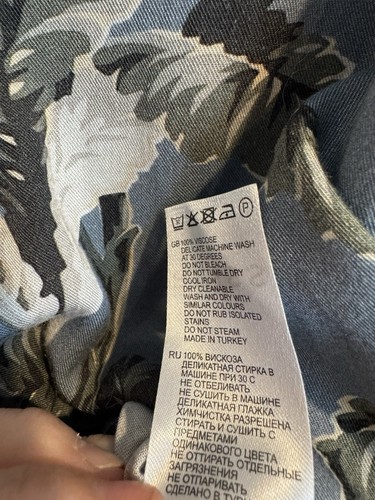 P
GB 100% VISCOSE
DELICATE MACHINE WASH
AT 30 DEGREES
DO NOT BLEACH
DO NOT TUMBLE DRY
COOL IRON
DRY CLEANABLE
WASH AND DRY WITH
SIMILAR COLOURS
DO NOT RUB ISOLATED
STAINS
DO NOT STEAM
MADE IN TURKEY
RU 100% ВИСКОЗА
ДЕЛИКАТНАЯ СТИРКА В
МАШИНЕ ПРИ 30 С
НЕ ОТБЕЛИВАТЬ
НЕ СУШИТЬ В МАШИНЕ
ДЕЛИКАТНАЯ ГЛАЖКА
ХИМЧИСТКА РАЗРЕШЕНА
СТИРАТЬ И СУШИТЬ С
ПРЕДМЕТАМИ
ОДИНАКОВОГО ЦВЕТА
НЕ ОТТИРАТЬ ОТДЕЛЬНЫЕ
ЗАГРЯЗНЕНИЯ
НЕ ОТПАРИВАТЬ
СДЕЛАНО В ТУР